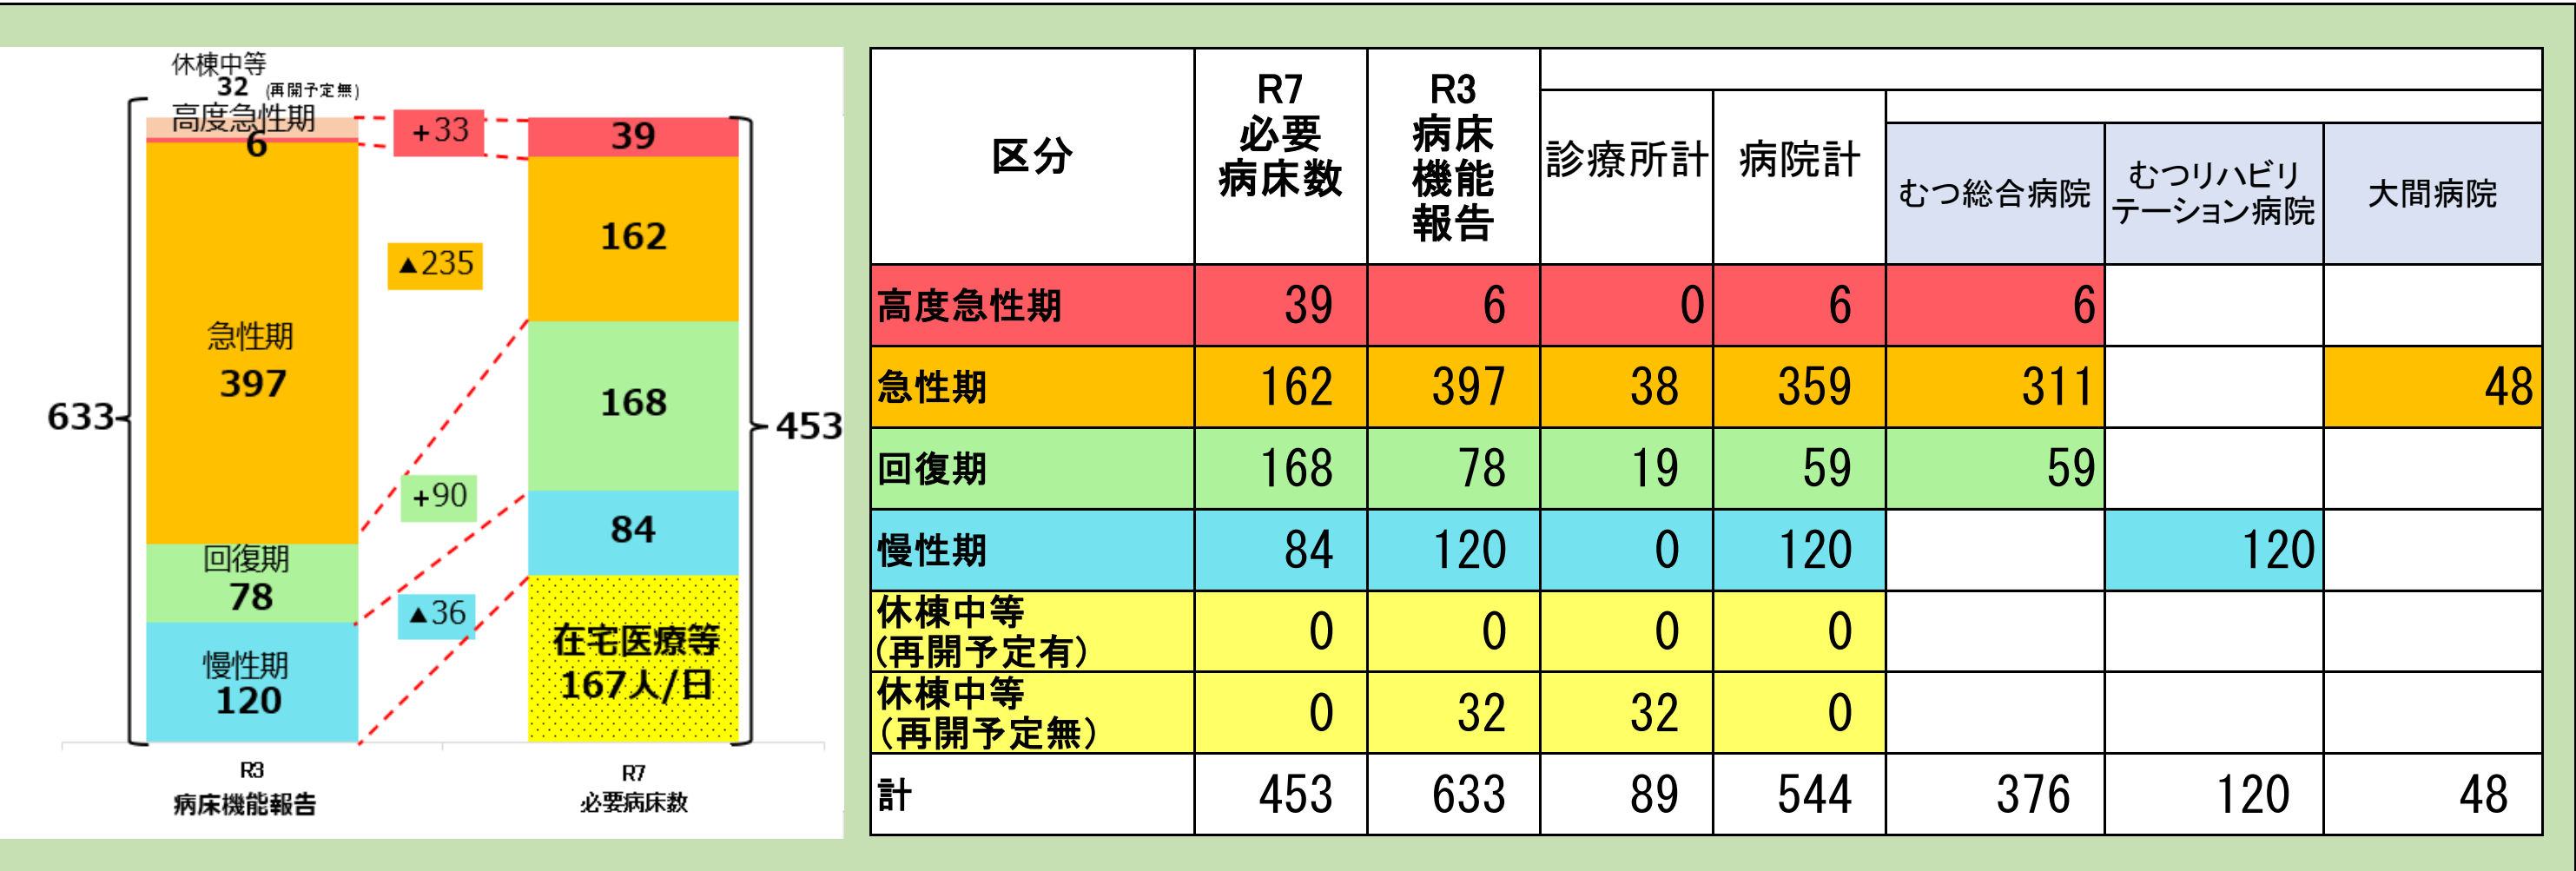 休棟中等
32 (再開予定無)
高度急性期
6
急性期
397
回復期
78
慢性期
120
633
+33
▲235
+90
▲36
39
162
168
84
在宅医療等
167人/日
453
R3
病床機能報告
R7
必要病床数
区分
R7
必要
病床数
R3
病床
機能
報告
診療所計
病院計
むつ総合病院
むつリハビリ
テーション病院
大間病院
高度急性期 39 6 0 6 6
急性期 162 397 38 359 311 48
回復期 168 78 19 59 59
慢性期 84 120 0 120 120
休棟中等
(再開予定有) 0 0 0 0
休棟中等
(再開予定無) 0 32 32 0
計 453 633 89 544 376 120 48